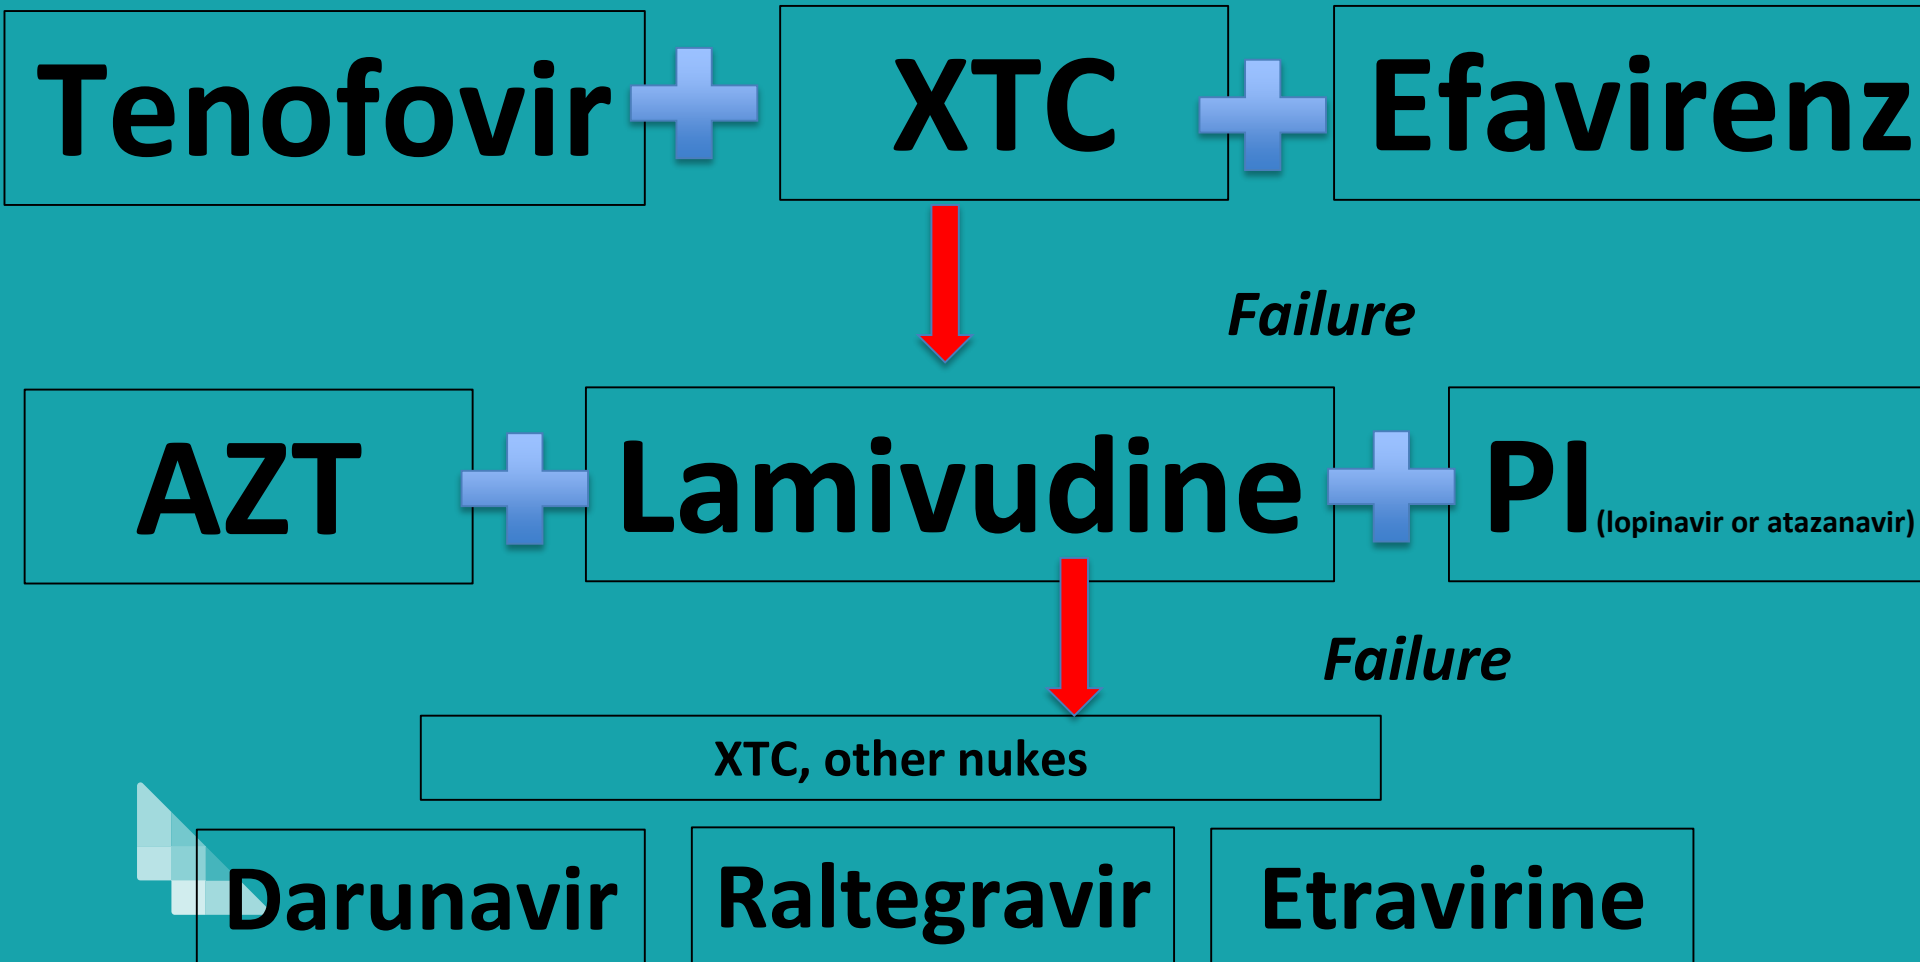 Tenofovir XTC Efavirenz
Failure
AZT Lamivudine PI (lopinavir or atazanavir)
Failure
XTC, other nukes
Darunavir Raltegravir Etravirine